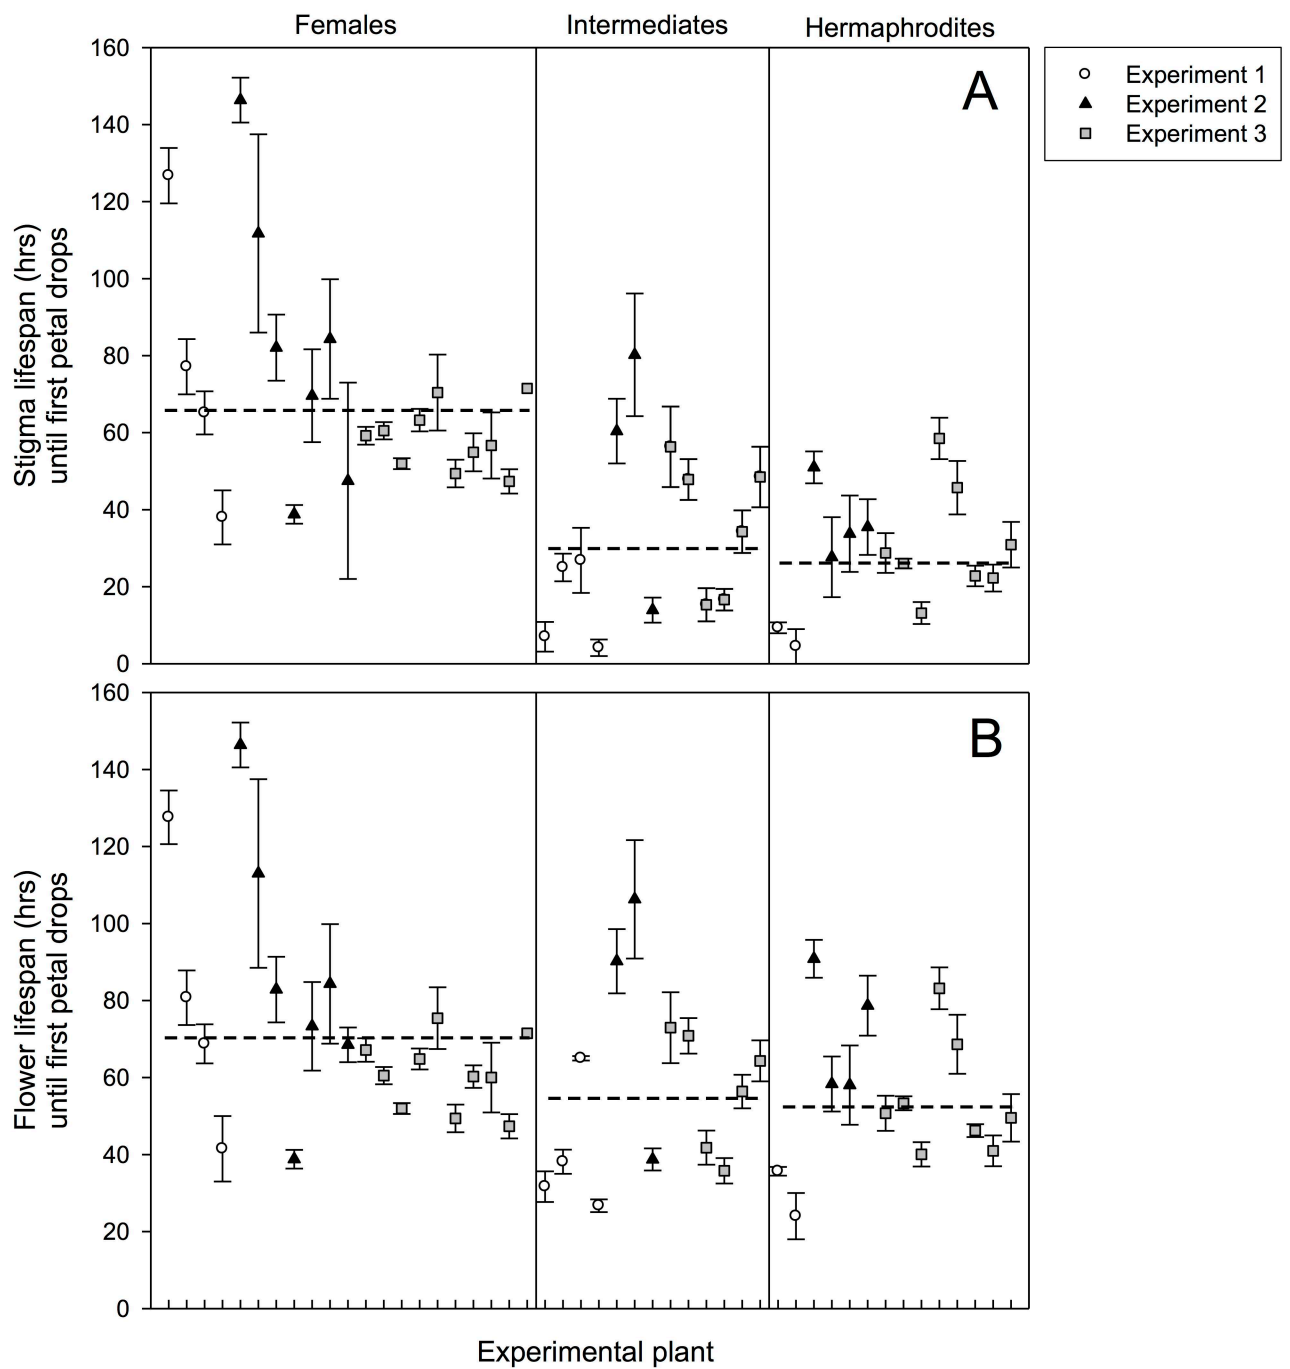 Females Intermediates Hermaphrodites
160
140
120
100
80
60
40
20
0
Stigma lifespan (hrs)
until first petal drops
A
Experiment 1
Experiment 2
Experiment 3
160
140
120
100
80
60
40
20
0
Flower lifespan (hrs)
until first petal drops
B
Experimental plant